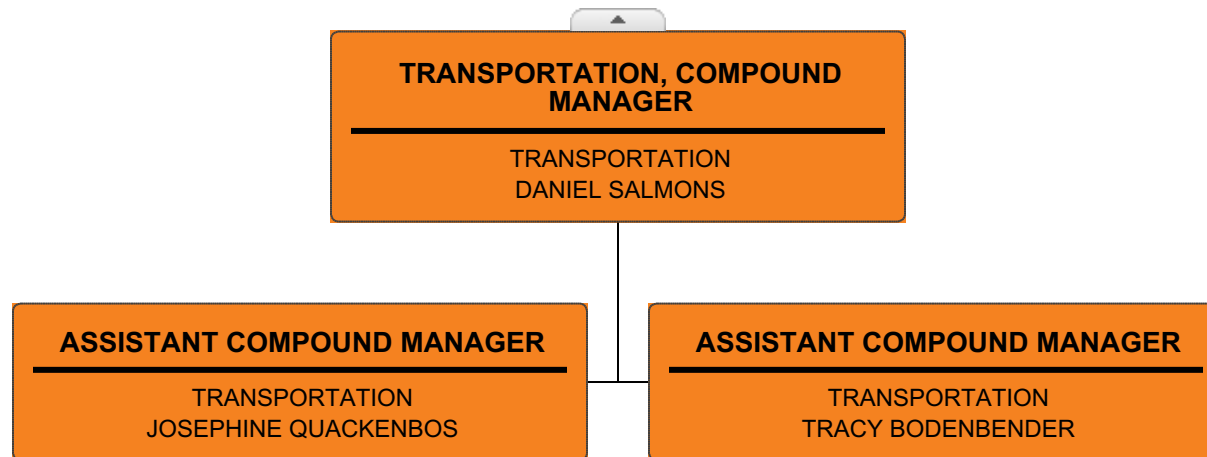 TRANSPORTATION, COMPOUND
MANAGER
TRANSPORTATION
DANIEL SALMONS
ASSISTANT COMPOUND MANAGER
TRANSPORTATION
JOSEPHINE QUACKENBOS
ASSISTANT COMPOUND MANAGER
TRANSPORTATION
TRACY BODENBENDER